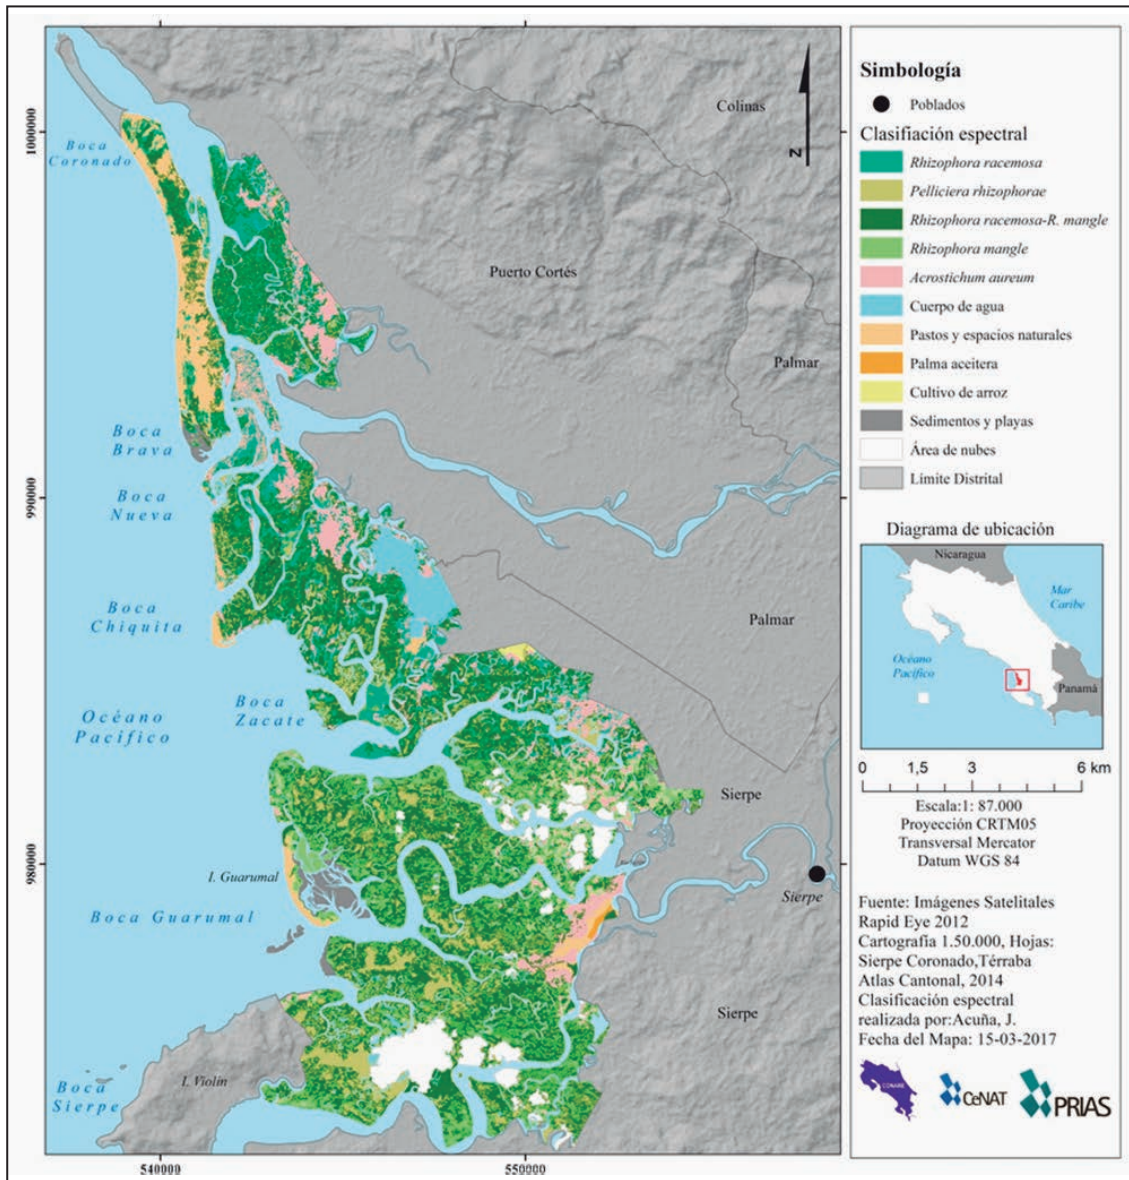 Colinas
Boca
Coronado
Puerto Cortés
Palmar
Boca
Brava
Boca
Nueva
Boca
Chiquita
Palmar
Boca
Zacate
Océano
Pacífico
Sierpe
I. Guarumal
Sierpe
Boca Guarumal
Sierpe
I. Violín
Boca
Sierpe
1000000
990000
980000
540000
550000
N
Simbología
Poblados
Clasifiación espectral
Rhizophora racemosa
Pelliciera rhizophorae
Rhizophora racemosa-R. mangle
Rhizophora mangle
Acrostichum aureum
Cuerpo de agua
Pastos y espacios naturales
Palma aceitera
Cultivo de arroz
Sedimentos y playas
Área de nubes
Límite Distrital
Diagrama de ubicación
Nicaragua
Mar
Caribe
Océano
Pacífico
Panamá
0 1,5 3 6 km
Escala:1: 87.000
Proyección CRTM05
Transversal Mercator
Datum WGS 84
Fuente: Imágenes Satelitales
Rapid Eye 2012
Cartografía 1.50.000, Hojas:
Sierpe Coronado,Térraba
Atlas Cantonal, 2014
Clasificación espectral
realizada por:Acuña, J.
Fecha del Mapa: 15-03-2017
CONARE
CeNAT
PRIAS